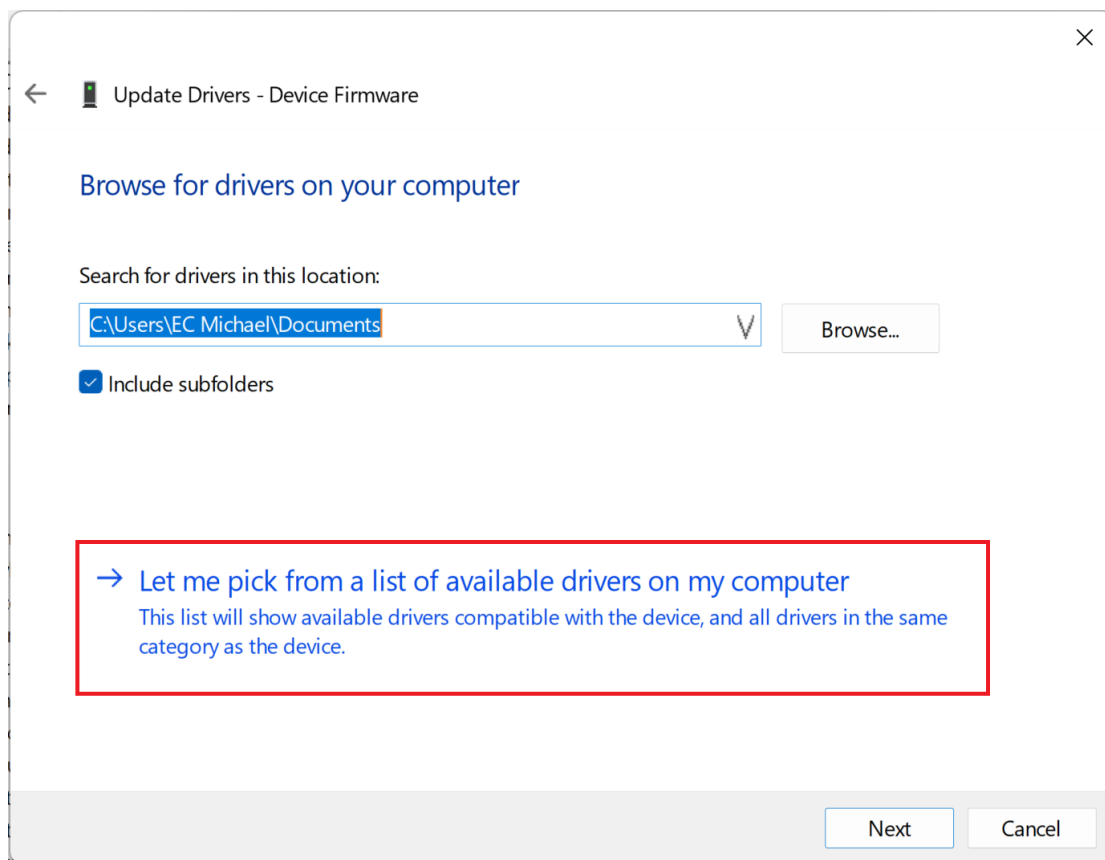 Update Drivers - Device Firmware
Browse for drivers on your computer
Search for drivers in this location:
C:\Users\EC Michael\Documents
Browse...
Include subfolders
Let me pick from a list of available drivers on my computer
This list will show available drivers compatible with the device, and all drivers in the same
category as the device.
Next
Cancel